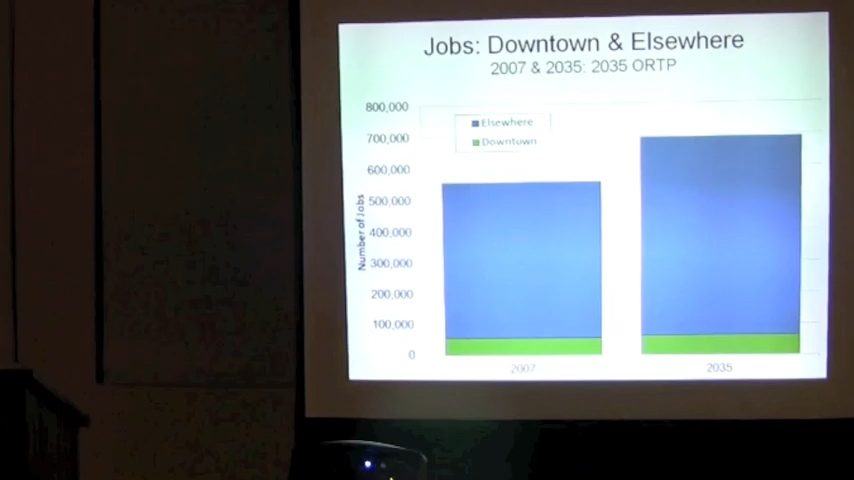 Jobs: Downtown & Elsewhere
2007 & 2035: 2035 ORTP
Number of Jobs
800,000
700,000
600,000
500,000
400,000
300,000
200,000
100,000
0
Elsewhere
Downtown
2007
2035